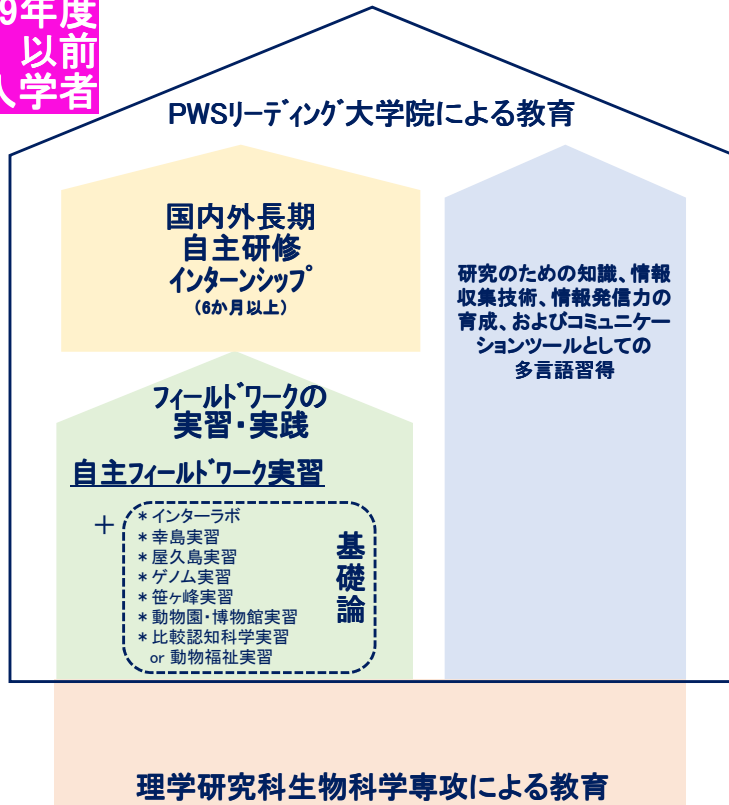 9年度
以前
入学者
PWSリーディング大学院による教育
国内外長期
自主研修
インターンシップ
（6か月以上）
研究のための知識、情報
収集技術、情報発信力の
育成、およびコミュニケー
ションツールとしての
多言語習得
フィールドワークの
実習・実践
自主フィールドワーク実習
＋
＊インターラボ
＊幸島実習
＊屋久島実習
＊ゲノム実習
＊笹ヶ峰実習
＊動物園・博物館実習
＊比較認知科学実習
or 動物福祉実習
基礎論
理学研究科生物科学専攻による教育